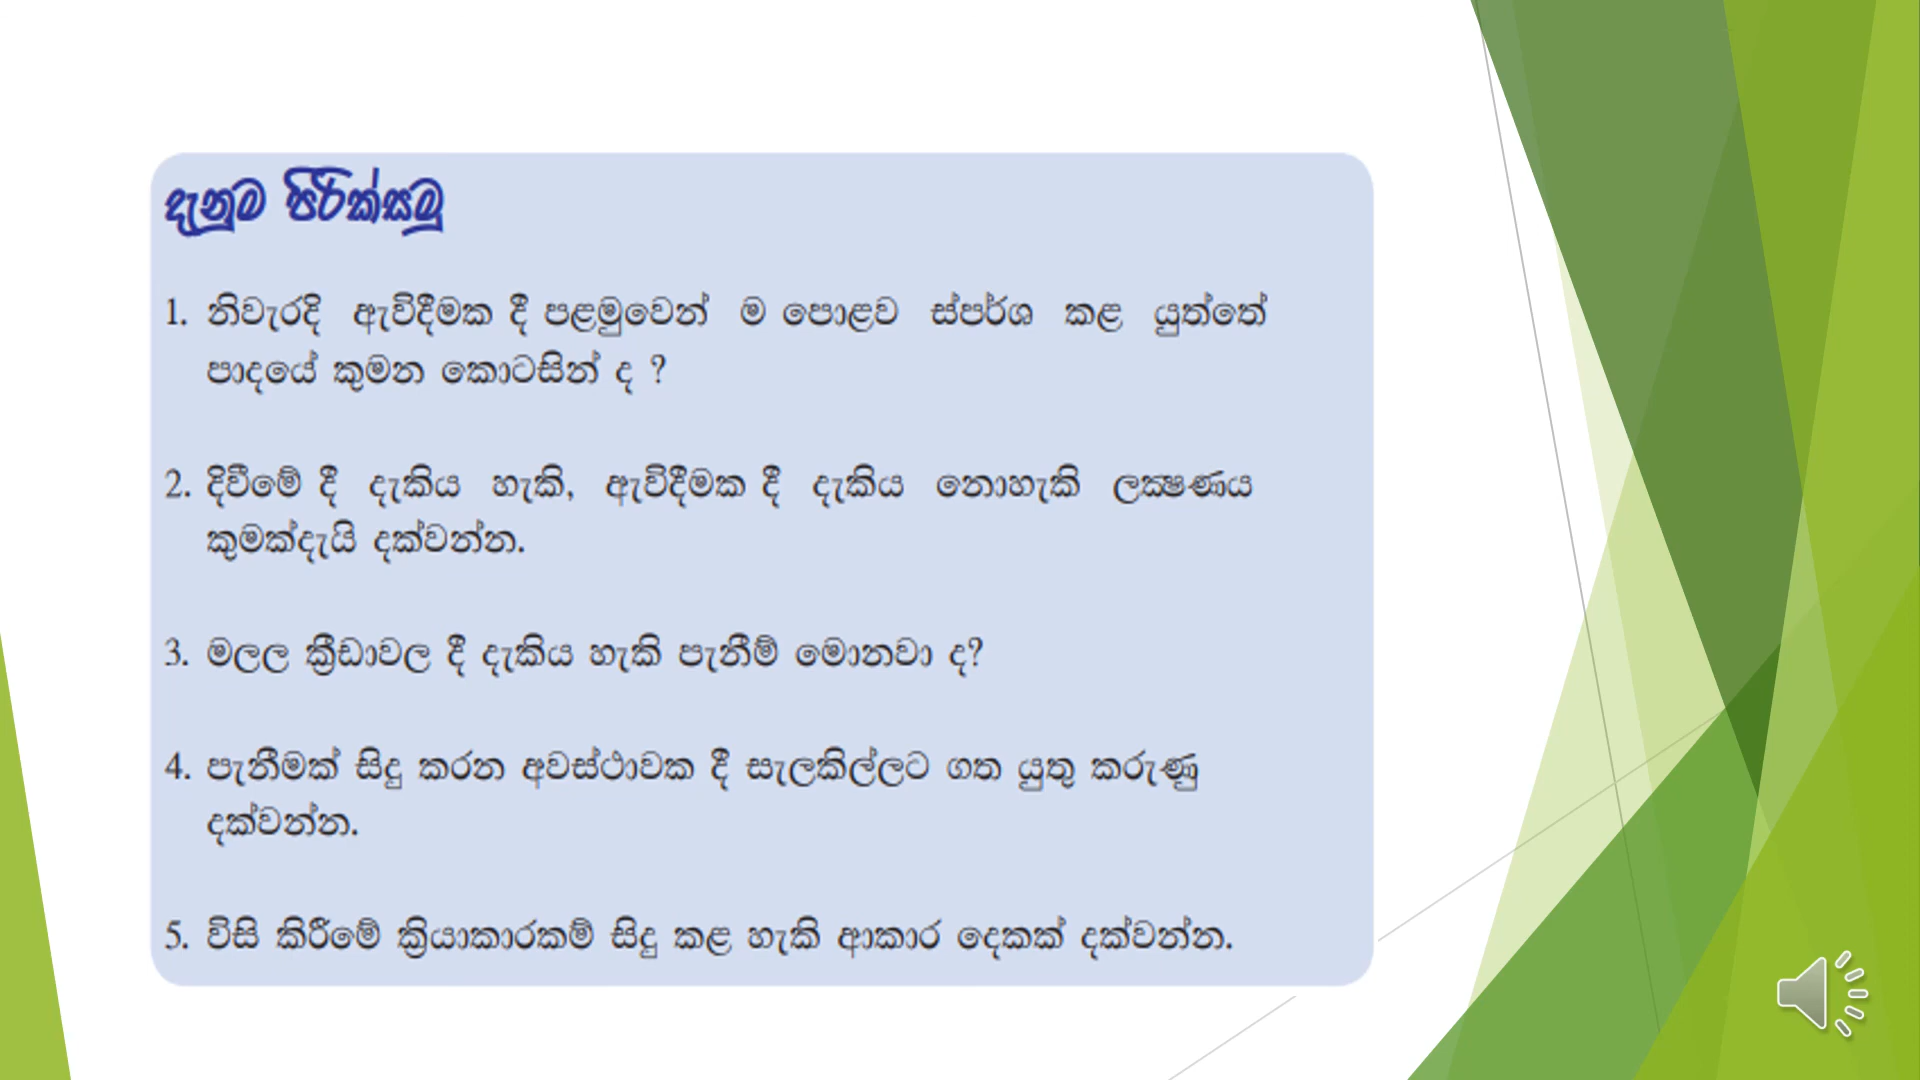 දැනුම පිරික්සමු
1. නිවැරදි ඇවිදීමක දී පළමුවෙන් ම පොළව ස්පර්ශ කළ යුත්තේ
පාදයේ කුමන කොටසින් ද ?
2. දිවීමේ දී දැකිය හැකි, ඇවිදීමක දී දැකිය නොහැකි ලක්‍ෂණය
කුමක්දැයි දක්වන්න.
3. මලල ක්‍රීඩාවල දී දැකිය හැකි පැනීම් මොනවා ද?
4. පැනීමක් සිදු කරන අවස්ථාවක දී සැලකිල්ලට ගත යුතු කරුණු
දක්වන්න.
5. විසි කිරීමේ ක්‍රියාකාරකම් සිදු කළ හැකි ආකාර දෙකක් දක්වන්න.